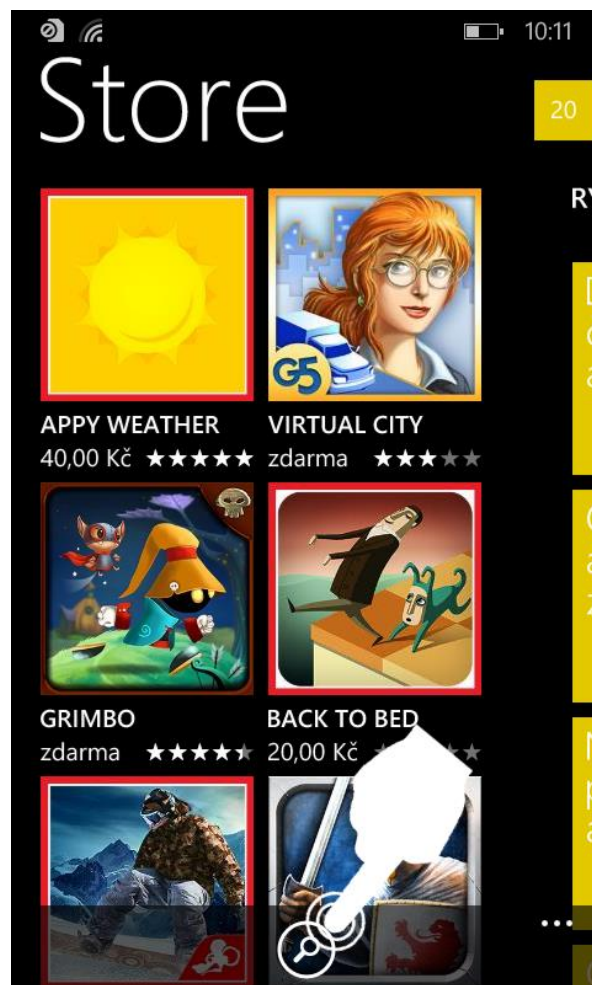 10:11
Store
20
RY
G5
APPY WEATHER
VIRTUAL CITY
40,00 Kč
zdarma
GRIMBO
BACK TO BED
zdarma
20,00 Kč